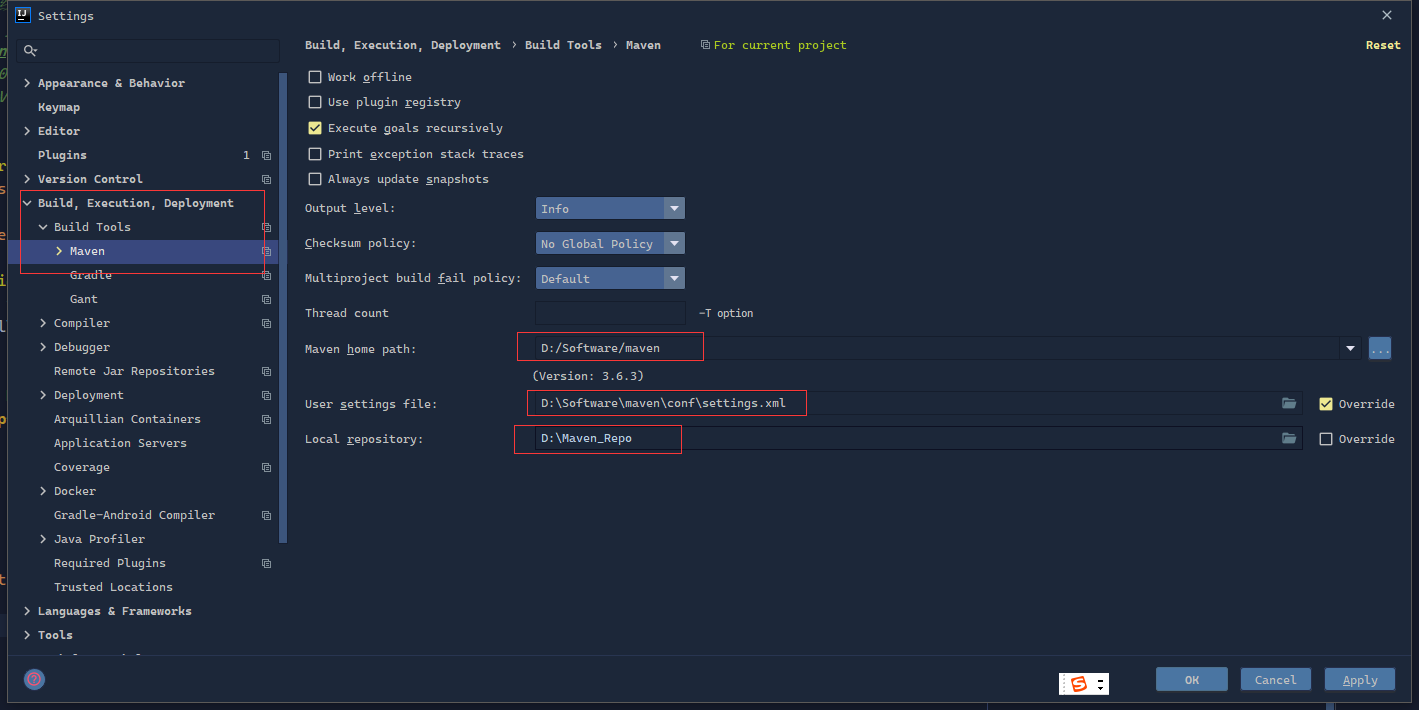 Settings
Build, Execution, Deployment › Build Tools › Maven For current project Reset
Appearance & Behavior
Keymap
Editor
Plugins 1
Version Control
Build, Execution, Deployment
Build Tools
Maven
Gradle
Gant
Compiler
Debugger
Remote Jar Repositories
Deployment
Arquillian Containers
Application Servers
Coverage
Docker
Gradle-Android Compiler
Java Profiler
Required Plugins
Trusted Locations
Languages & Frameworks
Tools
Work offline
Use plugin registry
Execute goals recursively
Print exception stack traces
Always update snapshots
Output level: Info
Checksum policy: No Global Policy
Multiproject build fail policy: Default
Thread count -T option
Maven home path: D:/Software/maven ...
(Version: 3.6.3)
User settings file: D:\Software\maven\conf\settings.xml Override
Local repository: D:\Maven_Repo Override
? OK Cancel Apply